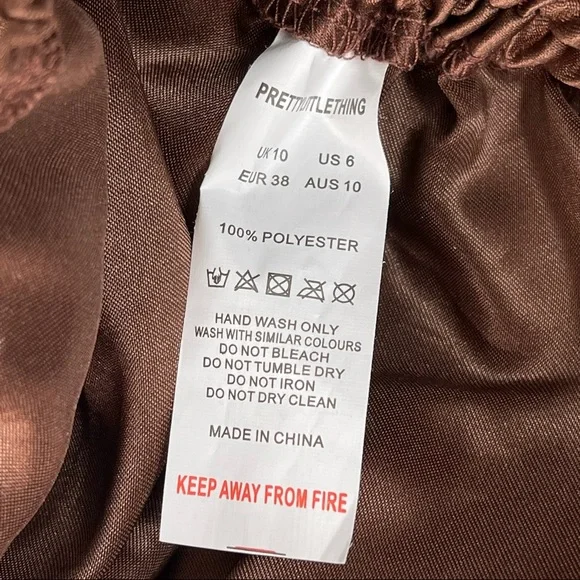 PRETTYLITTLETHING
UK 10 US 6
EUR 38 AUS 10
100% POLYESTER
HAND WASH ONLY
WASH WITH SIMILAR COLOURS
DO NOT BLEACH
DO NOT TUMBLE DRY
DO NOT IRON
DO NOT DRY CLEAN
MADE IN CHINA
KEEP AWAY FROM FIRE